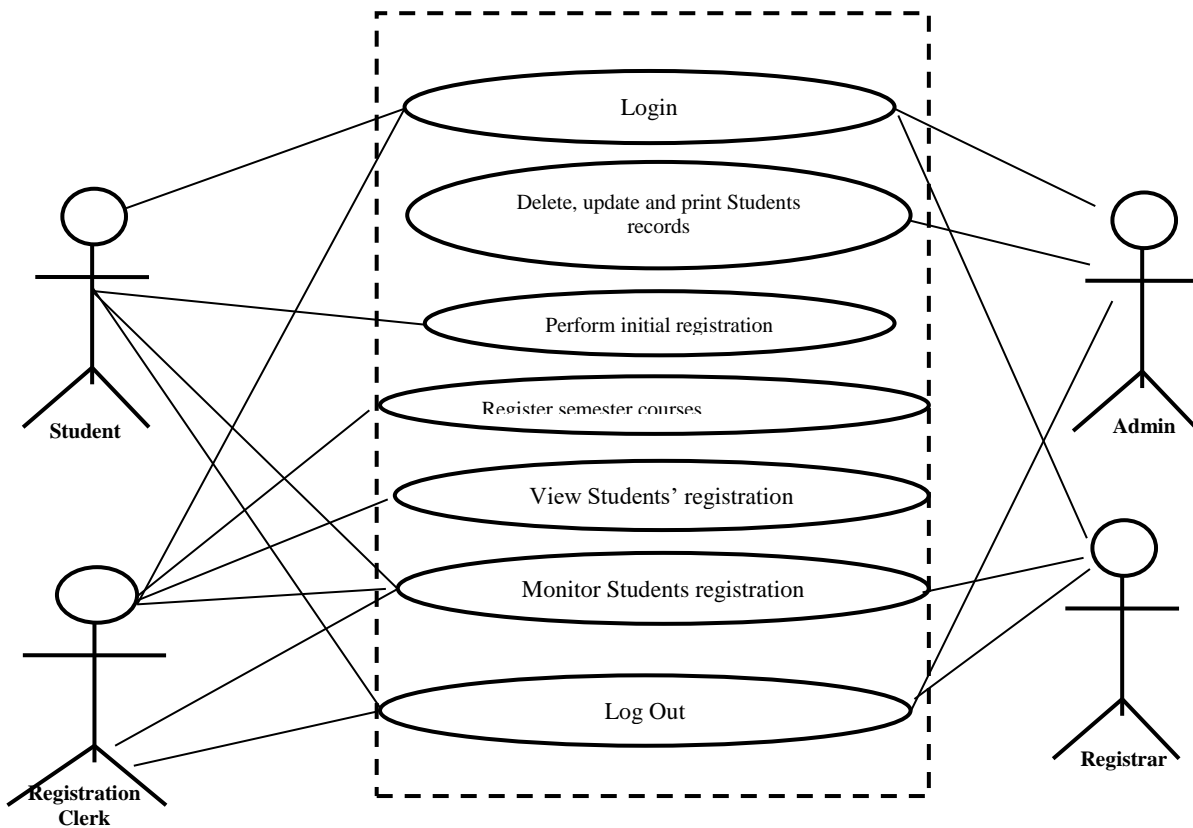 Login
Delete, update and print Students
records
Perform initial registration
Register semester courses
View Students’ registration
Monitor Students registration
Log Out
Student
Registration
Clerk
Admin
Registrar